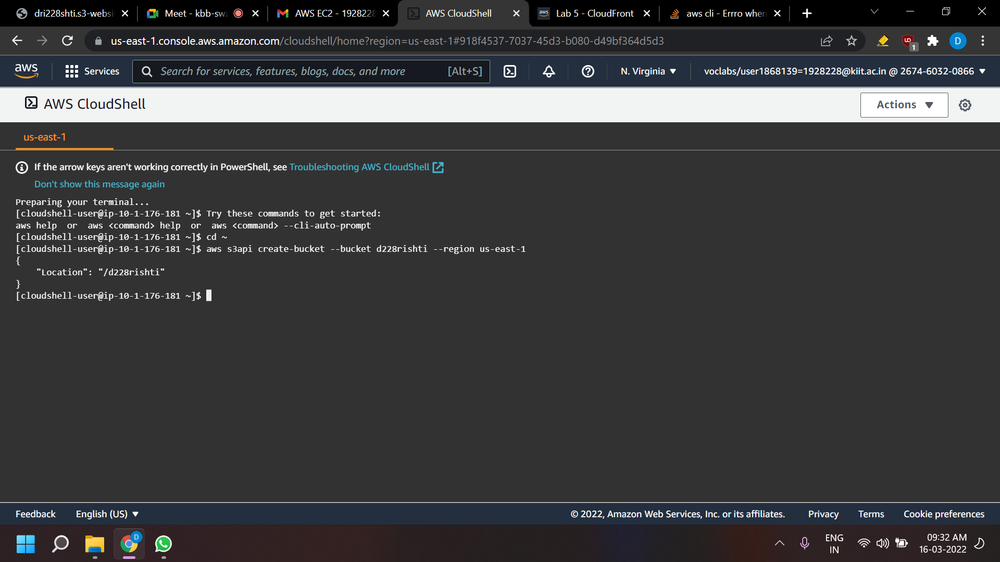 dri228shti.s3-websi
Meet - kbb-swz
AWS EC2 - 1928228
AWS CloudShell
Lab 5 - CloudFront
aws cli - Errro when
us-east-1.console.aws.amazon.com/cloudshell/home?region=us-east-1#918f4537-7037-45d3-b080-d49bf364d5d3
1
D
aws
Services
Search for services, features, blogs, docs, and more
[Alt+S]
N. Virginia
voclabs/user1868139=1928228@kiit.ac.in @ 2674-6032-0866
AWS CloudShell
Actions
us-east-1
If the arrow keys aren't working correctly in PowerShell, see Troubleshooting AWS CloudShell
Don't show this message again
Preparing your terminal...
[cloudshell-user@ip-10-1-176-181 ~]$ Try these commands to get started:
aws help  or  aws <command> help  or  aws <command> --cli-auto-prompt
[cloudshell-user@ip-10-1-176-181 ~]$ cd ~
[cloudshell-user@ip-10-1-176-181 ~]$ aws s3api create-bucket --bucket d228rishti --region us-east-1
{
    "Location": "/d228rishti"
}
[cloudshell-user@ip-10-1-176-181 ~]$
Feedback
English (US)
© 2022, Amazon Web Services, Inc. or its affiliates.
Privacy
Terms
Cookie preferences
D
ENG
IN
09:32 AM
16-03-2022